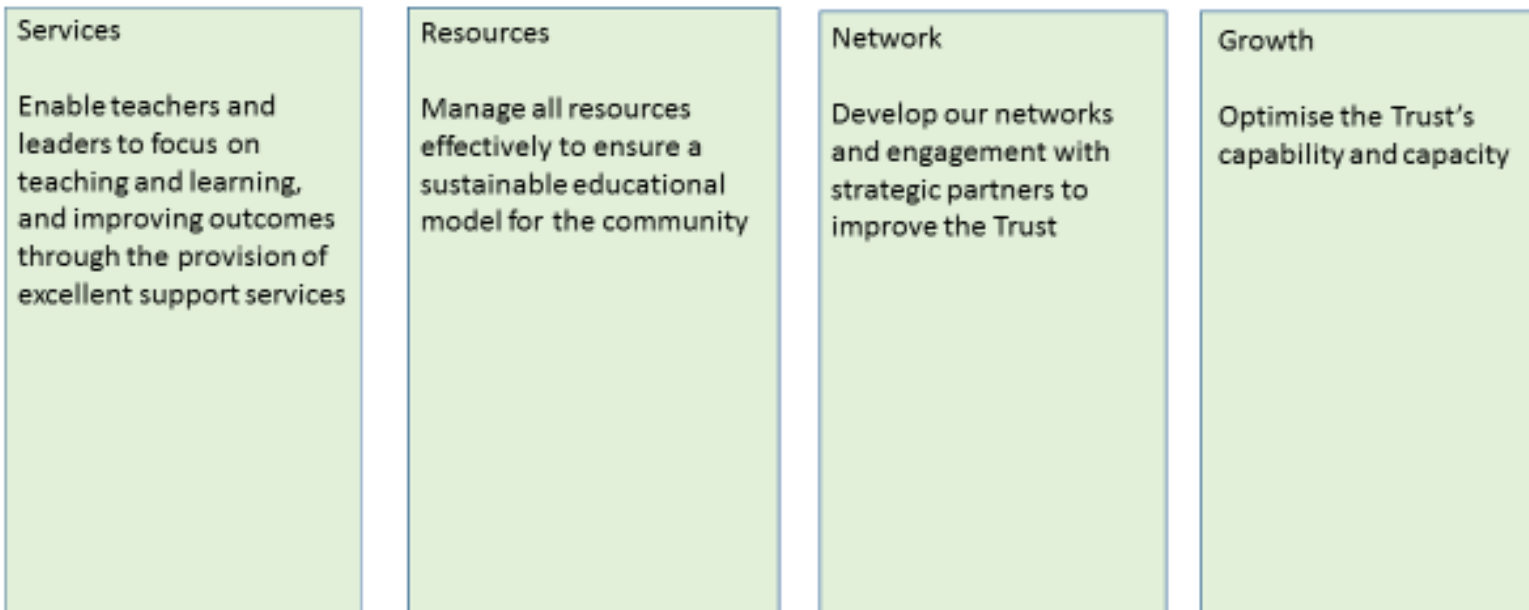 Services
Enable teachers and
leaders to focus on
teaching and learning,
and improving outcomes
through the provision of
excellent support services
Resources
Manage all resources
effectively to ensure a
sustainable educational
model for the community
Network
Develop our networks
and engagement with
strategic partners to
improve the Trust
Growth
Optimise the Trust’s
capability and capacity